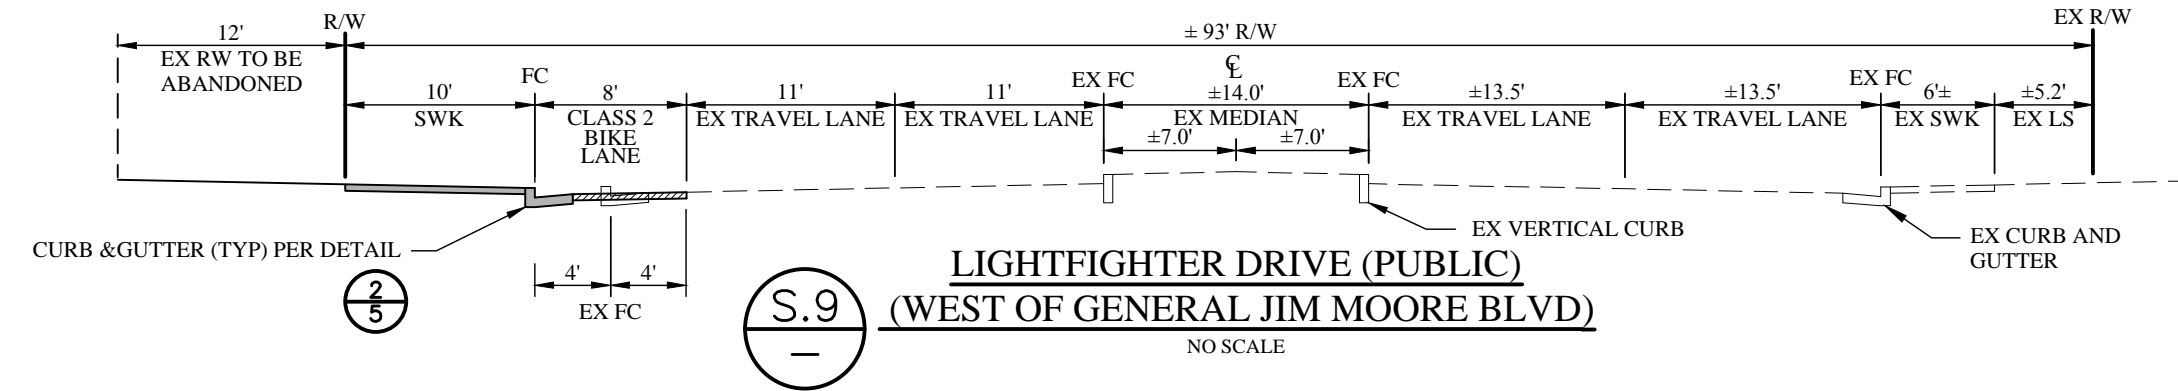 12'
R/W
± 93' R/W
EX R/W
EX RW TO BE
ABANDONED
FC
EX FC
℄
EX FC
EX FC
10'
8'
11'
11'
±14.0'
±13.5'
±13.5'
6'±
±5.2'
SWK
CLASS 2
BIKE
LANE
EX TRAVEL LANE
EX TRAVEL LANE
EX MEDIAN
EX TRAVEL LANE
EX TRAVEL LANE
EX SWK
EX LS
±7.0'
±7.0'
CURB &GUTTER (TYP) PER DETAIL
2
5
4'
4'
EX FC
EX VERTICAL CURB
EX CURB AND
GUTTER
S.9
—
LIGHTFIGHTER DRIVE (PUBLIC)
(WEST OF GENERAL JIM MOORE BLVD)
NO SCALE